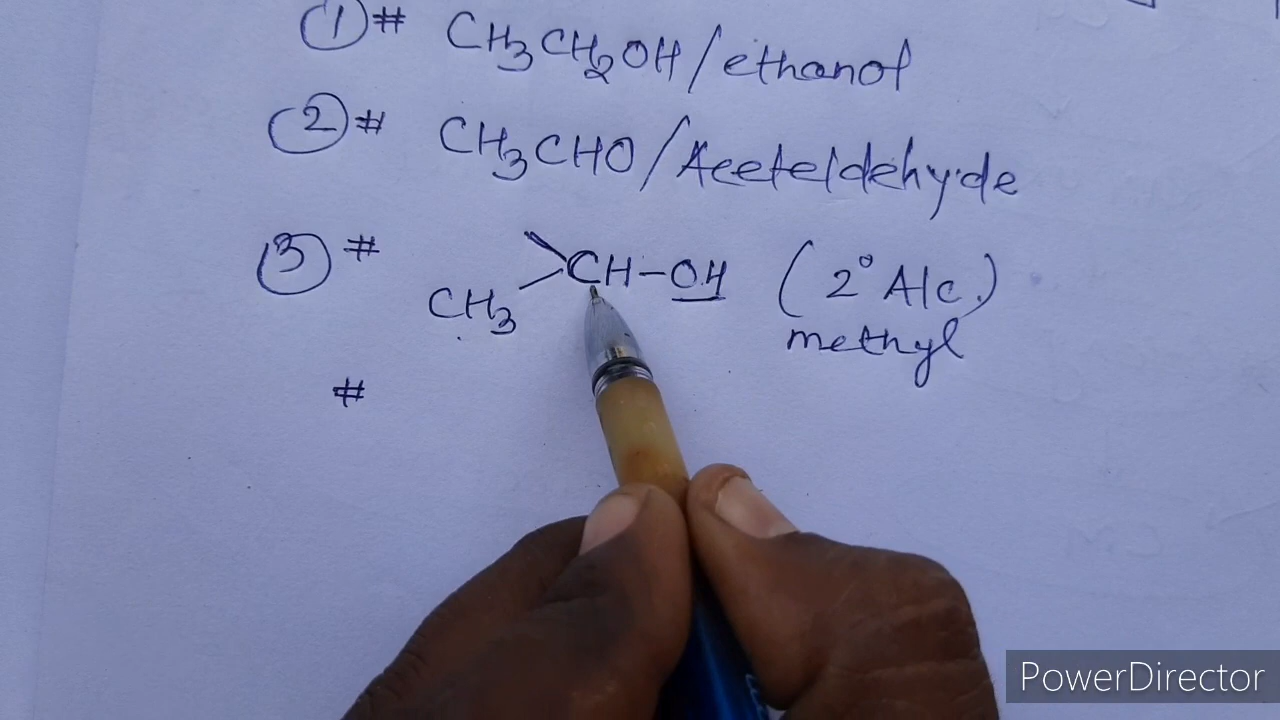 ① # CH3CH2OH/ethanol
② # CH3CHO/Aceteldehyde
③ # CH3>CH-OH (2° Alc.)
methyl
#
PowerDirector